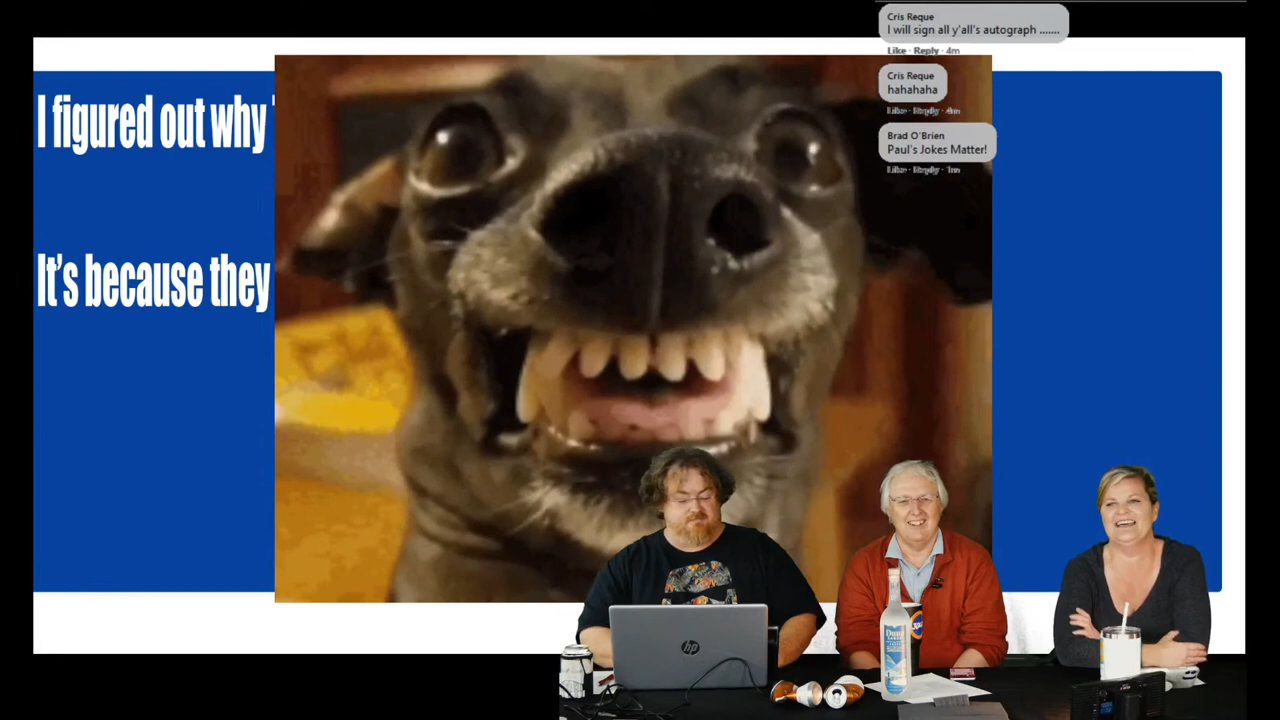 Cris Reque
I will sign all y'all's autograph .......
Like · Reply · 4m
Cris Reque
hahahaha
Brad O'Brien
Paul's Jokes Matter!
I figured out why
It's because they
hp